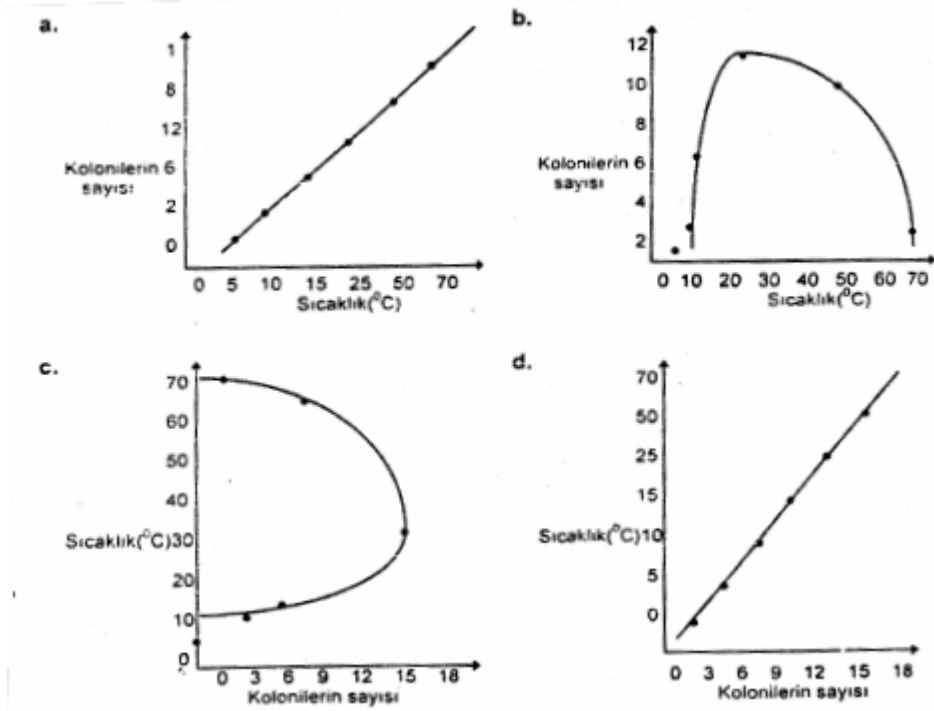 a.
1
8
12
Kolonilerin 6
sayısı
2
0
0 5 10 15 25 50 70
Sıcaklık(°C)
b.
12
10
8
Kolonilerin 6
sayısı
4
2
0 10 20 30 40 50 60 70
Sıcaklık(°C)
c.
70
60
50
40
Sıcaklık(°C)30
20
10
0
0 3 6 9 12 15 18
Kolonilerin sayısı
d.
70
50
25
15
Sıcaklık(°C)10
5
0
0 3 6 9 12 15 18
Kolonilerin sayısı